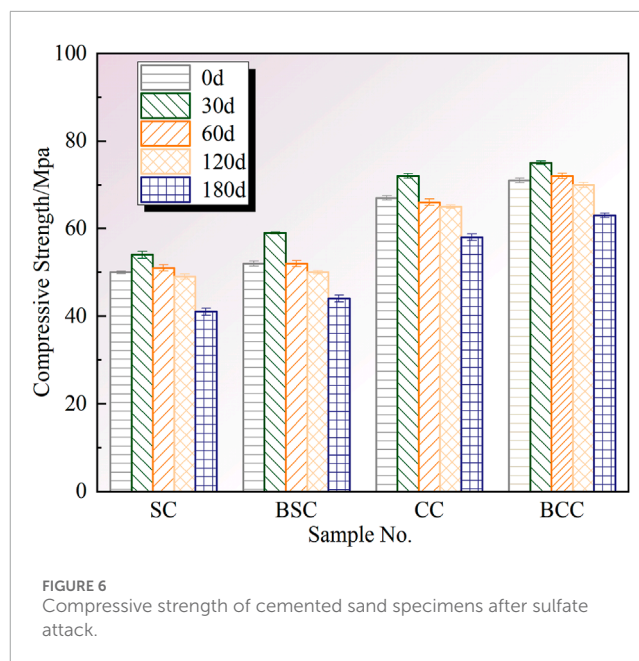 100
80
60
40
20
0
Compressive Strength/Mpa
0d
30d
60d
120d
180d
SC BSC CC BCC
Sample No.
FIGURE 6
Compressive strength of cemented sand specimens after sulfate
attack.